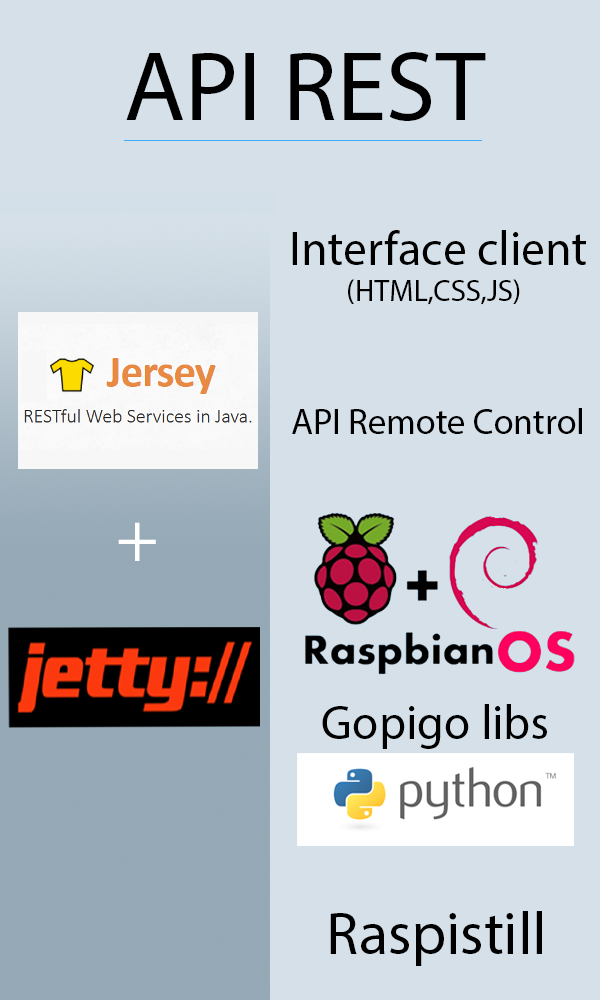 API REST
Jersey
RESTful Web Services in Java.
+
jetty://
Interface client
(HTML,CSS,JS)
API Remote Control
+
RaspbianOS
Gopigo libs
python™
Raspistill